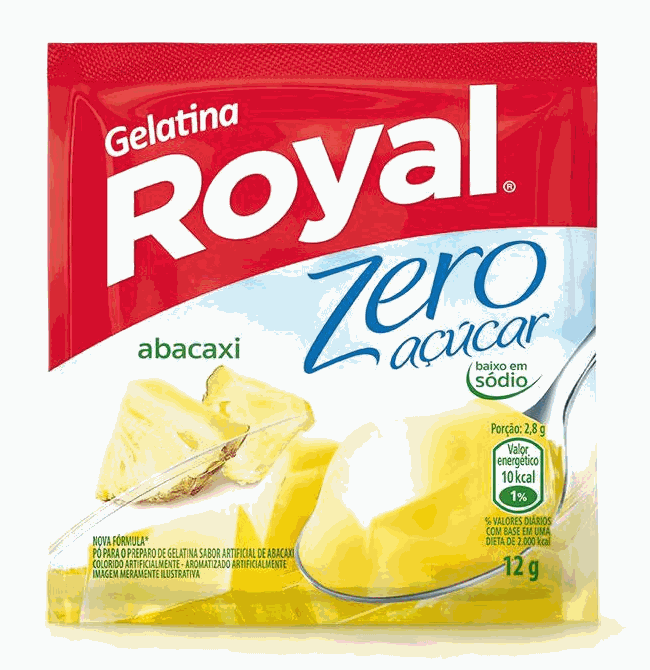 Gelatina
Royal®
Zero
açúcar
abacaxi
baixo em
sódio
Porção: 2,8 g
Valor
energético
10 kcal
1%
% VALORES DIÁRIOS
COM BASE EM UMA
DIETA DE 2.000 kcal
12 g
NOVA FÓRMULA*
PÓ PARA O PREPARO DE GELATINA SABOR ARTIFICIAL DE ABACAXI
COLORIDO ARTIFICIALMENTE - AROMATIZADO ARTIFICIALMENTE
IMAGEM MERAMENTE ILUSTRATIVA